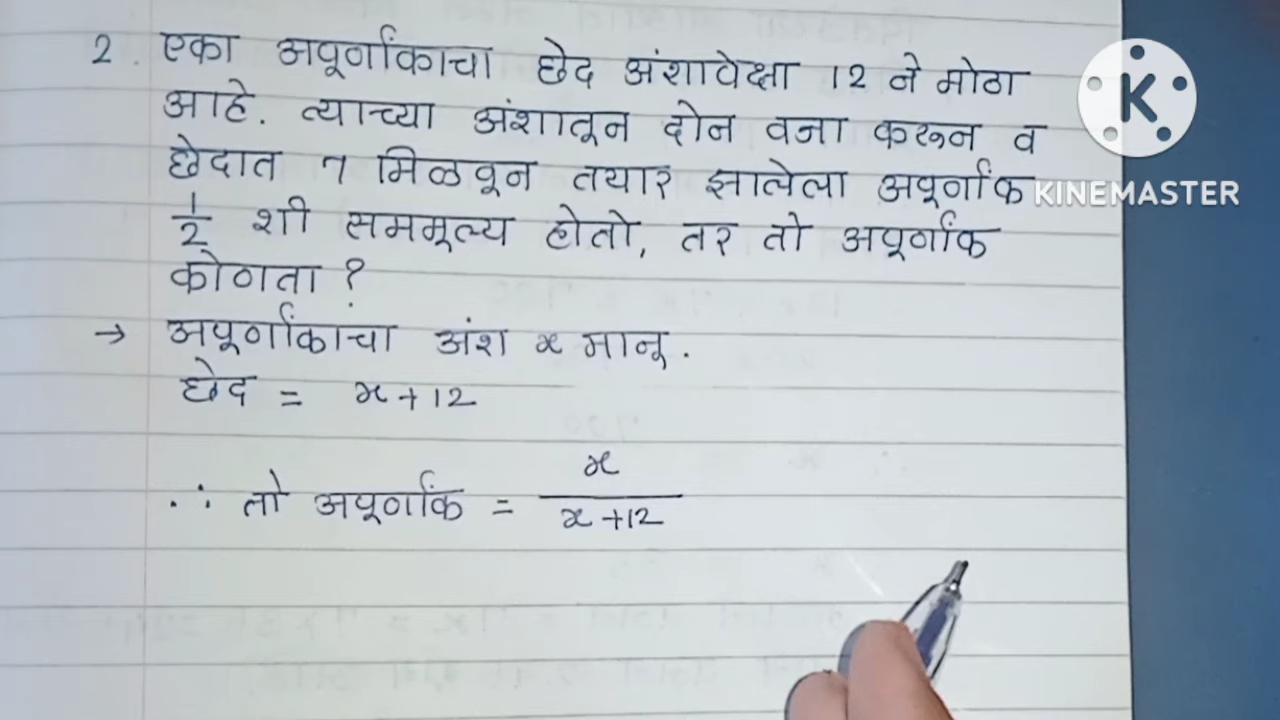 2. एका अपूर्णांकाचा छेद अंशापेक्षा 12 ने मोठा
आहे. त्याच्या अंशातून दोन वजा करून व
छेदात 7 मिळवून तयार झालेला अपूर्णांक
1/2 शी सममूल्य होतो, तर तो अपूर्णांक
कोणता ?
→ अपूर्णांकाचा अंश x मानू.
छेद = x + 12
∴ तो अपूर्णांक = x / x + 12
K
KINEMASTER